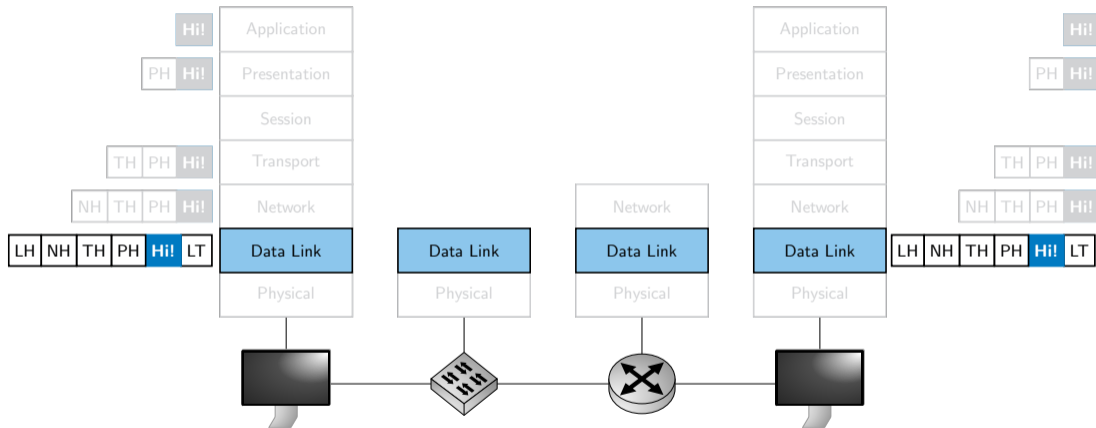 Hi! Application Application Hi!
PH Hi! Presentation Presentation PH Hi!
Session Session
TH PH Hi! Transport Transport TH PH Hi!
NH TH PH Hi! Network Network Network NH TH PH Hi!
LH NH TH PH Hi! LT Data Link Data Link Data Link Data Link LH NH TH PH Hi! LT
Physical Physical Physical Physical